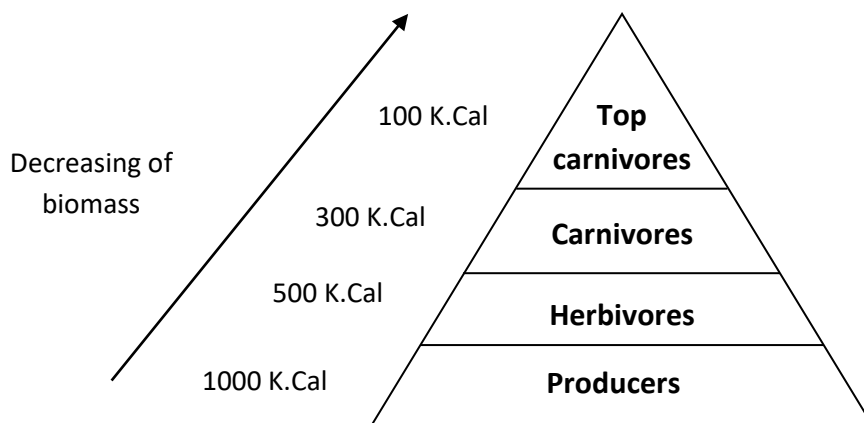 100 K.Cal
Top
carnivores
Decreasing of
biomass
300 K.Cal
Carnivores
500 K.Cal
Herbivores
1000 K.Cal
Producers